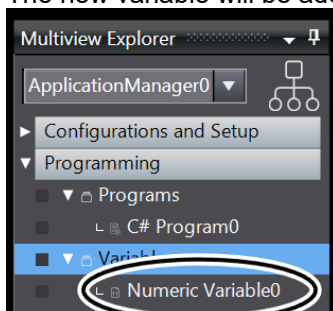 Multiview Explorer
ApplicationManager0
Configurations and Setup
Programming
Programs
C# Program0
Numeric Variable0